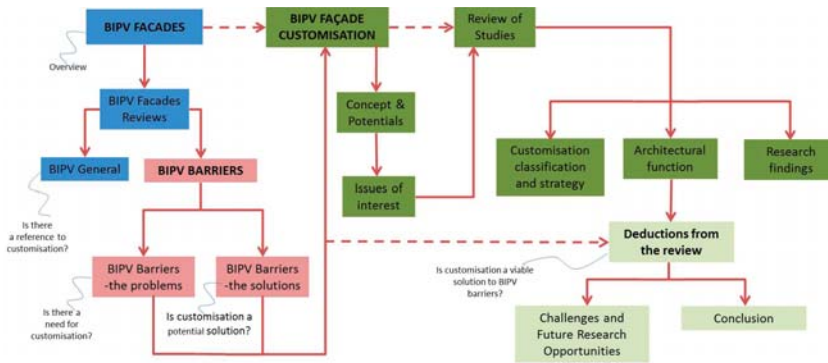 BIPV FACADES
BIPV FAÇADE
CUSTOMISATION
Review of
Studies
Overview
BIPV Facades
Reviews
Concept &
Potentials
BIPV General
BIPV BARRIERS
Issues of
interest
Customisation
classification
and strategy
Architectural
function
Research
findings
Is there
a reference to
customisation?
Deductions from
the review
BIPV Barriers
-the problems
BIPV Barriers
-the solutions
Is customisation a viable
solution to BIPV
barriers?
Is there a
need for
customisation?
Is customisation a
potential solution?
Challenges and
Future Research
Opportunities
Conclusion